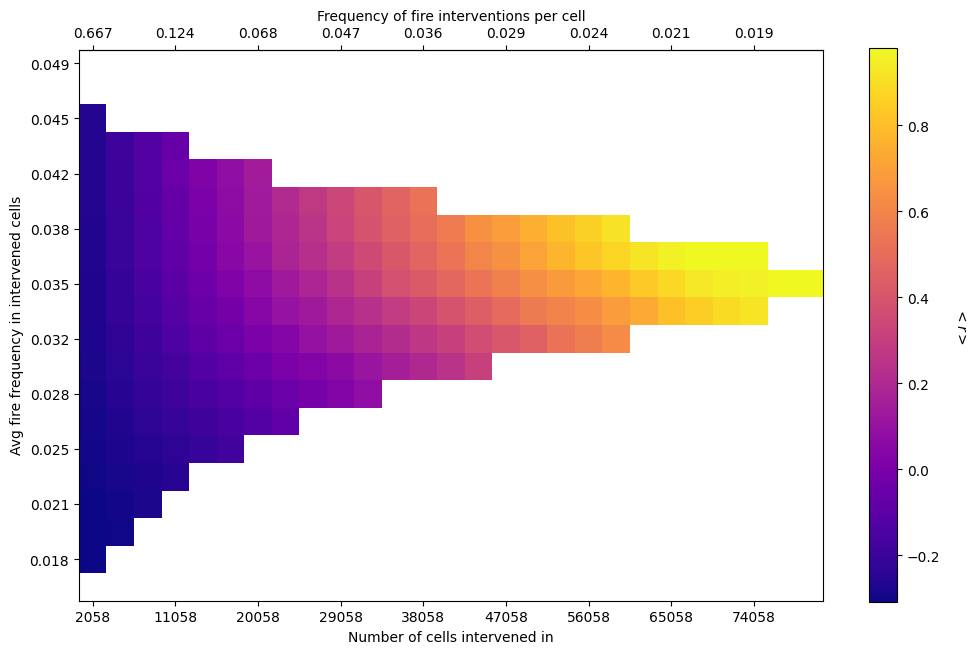 Frequency of fire interventions per cell
0.667 0.124 0.068 0.047 0.036 0.029 0.024 0.021 0.019
Avg fire frequency in intervened cells
0.049
0.045
0.042
0.038
0.035
0.032
0.028
0.025
0.021
0.018
2058 11058 20058 29058 38058 47058 56058 65058 74058
Number of cells intervened in
0.8
0.6
0.4
0.2
0.0
−0.2
< r >